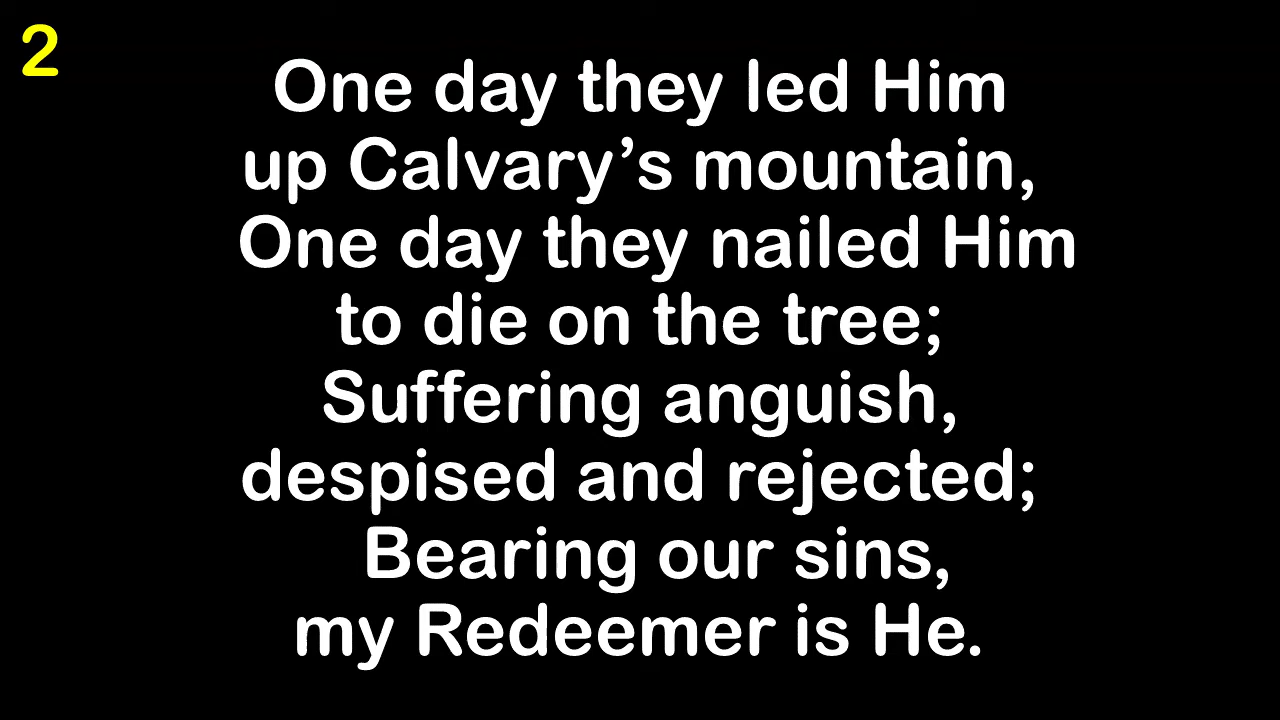 2
One day they led Him
up Calvary’s mountain,
One day they nailed Him
to die on the tree;
Suffering anguish,
despised and rejected;
Bearing our sins,
my Redeemer is He.